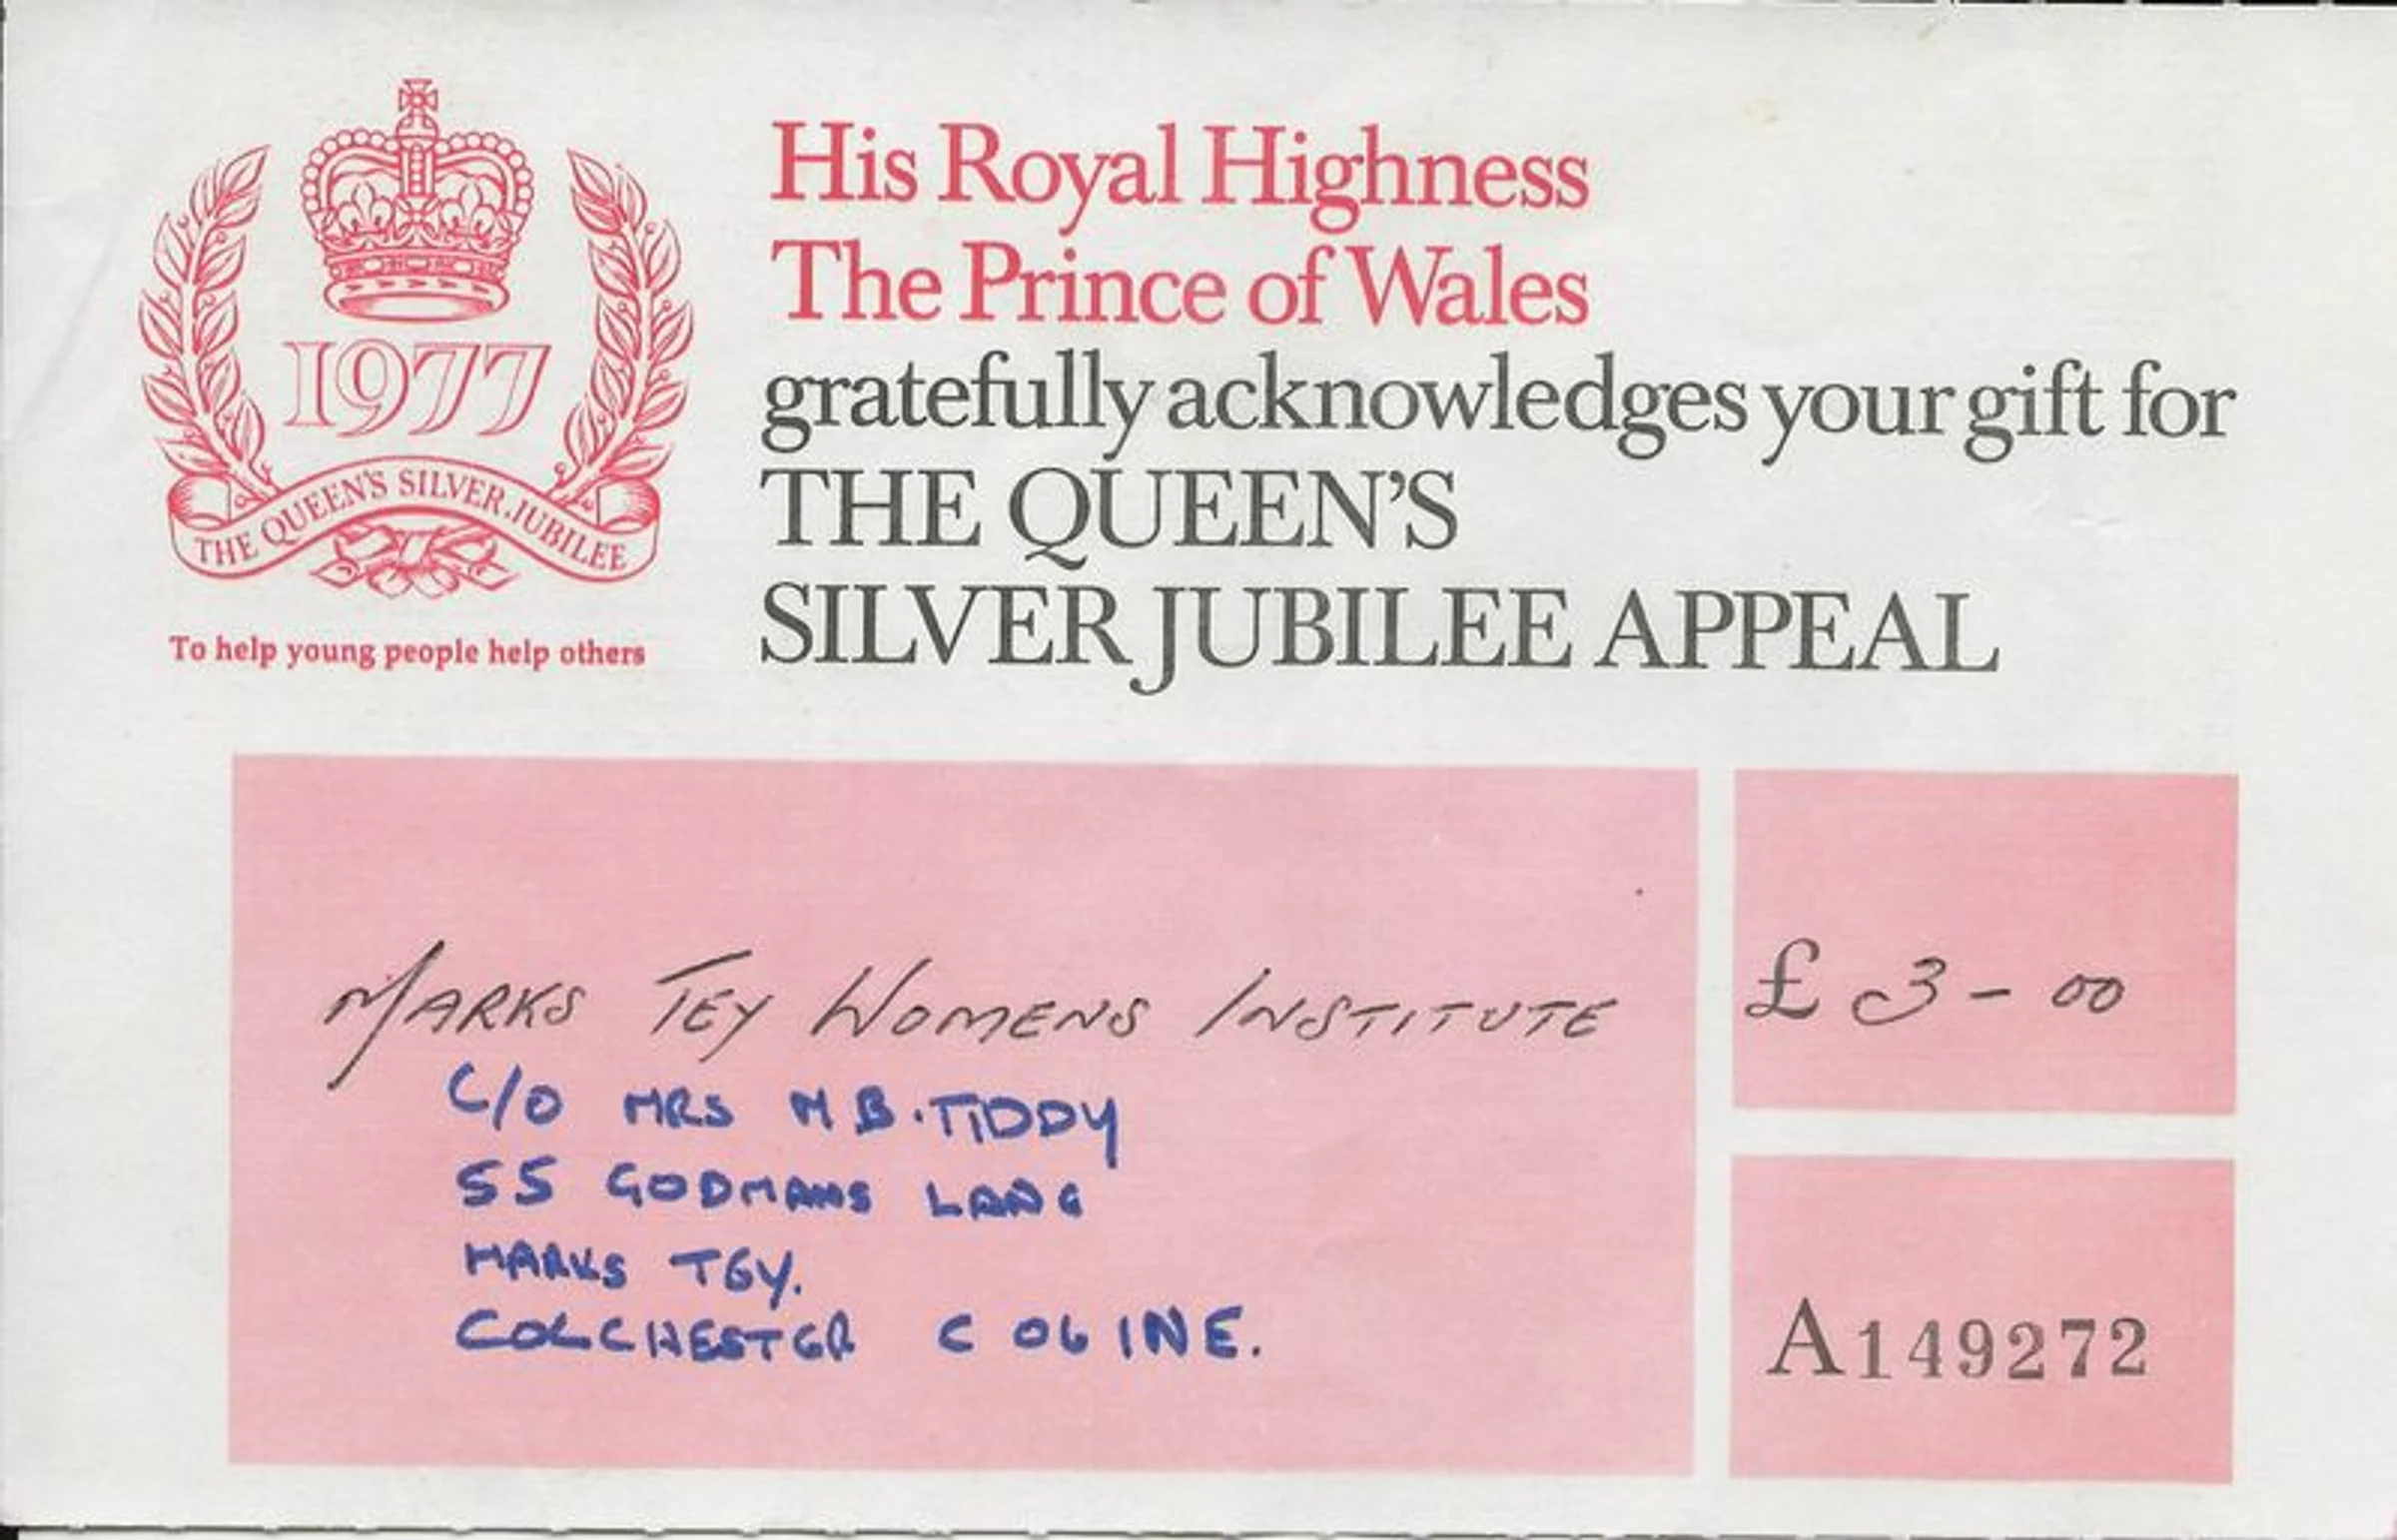 1977
THE QUEEN'S SILVER JUBILEE
To help young people help others
His Royal Highness
The Prince of Wales
gratefully acknowledges your gift for
THE QUEEN'S
SILVER JUBILEE APPEAL
MARKS TEY WOMENS INSTITUTE
C/O MRS M B. TIDDY
55 GODMANS LANE
MARKS TEY.
COLCHESTER CO6 1NE.
£ 3 - 00
A149272